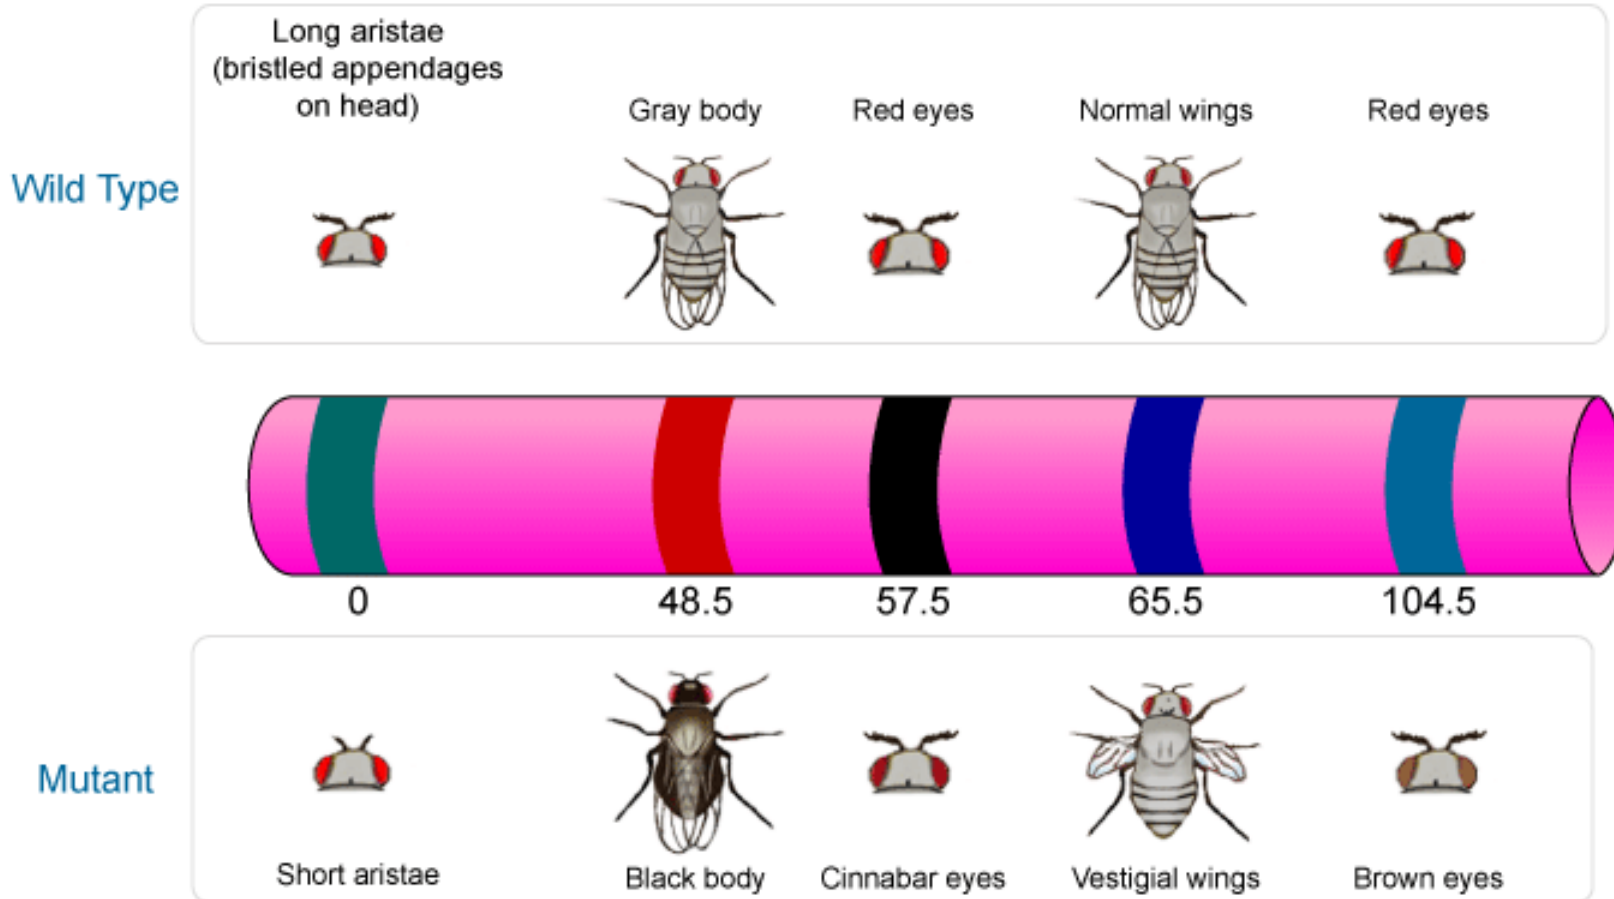 Long aristae
(bristled appendages
on head)
Gray body
Red eyes
Normal wings
Red eyes
Wild Type
0
48.5
57.5
65.5
104.5
Mutant
Short aristae
Black body
Cinnabar eyes
Vestigial wings
Brown eyes